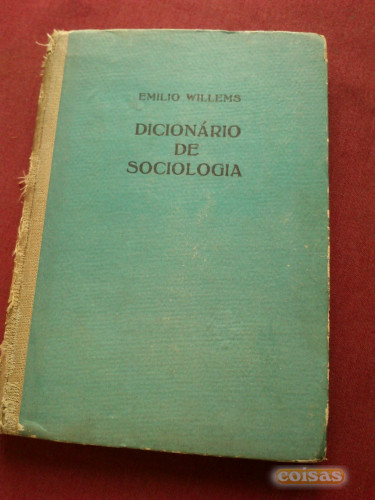 EMILIO WILLEMS
DICIONÁRIO
DE
SOCIOLOGIA
coisas